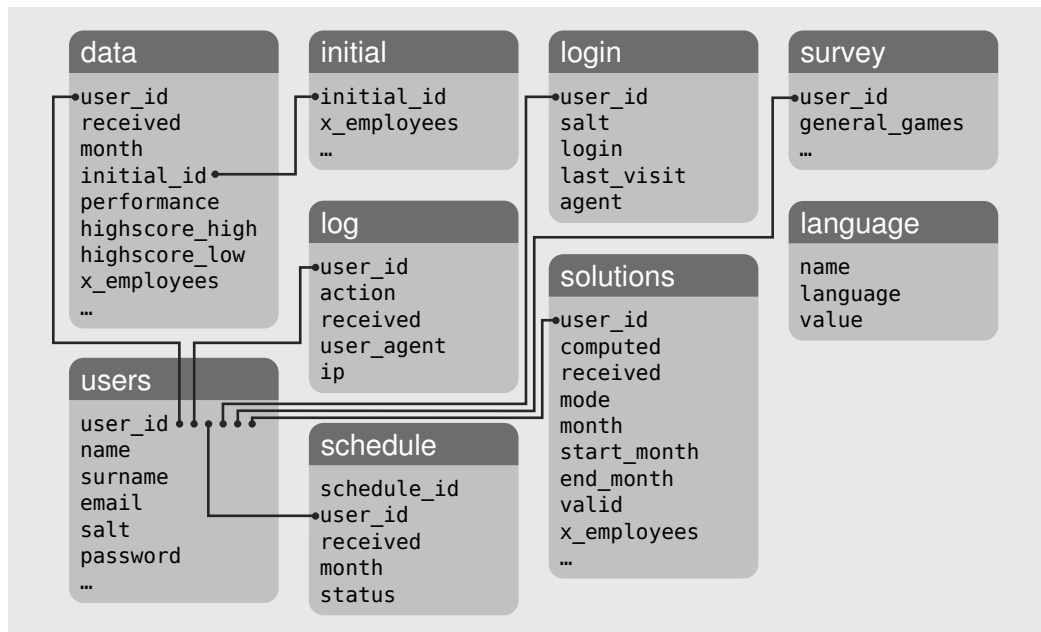 data
user_id
received
month
initial_id
performance
highscore_high
highscore_low
x_employees
…
initial
initial_id
x_employees
…
login
user_id
salt
login
last_visit
agent
survey
user_id
general_games
…
log
user_id
action
received
user_agent
ip
language
name
language
value
solutions
user_id
computed
received
mode
month
start_month
end_month
valid
x_employees
…
users
user_id
name
surname
email
salt
password
…
schedule
schedule_id
user_id
received
month
status